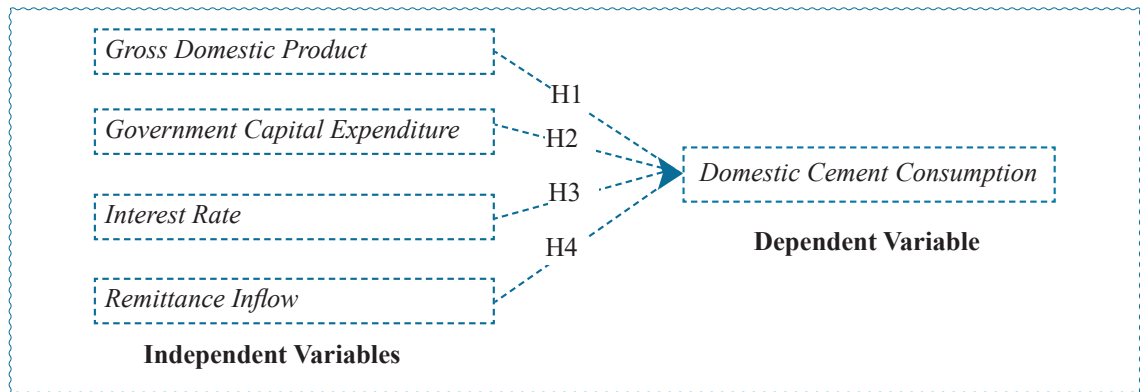 Gross Domestic Product
H1
Government Capital Expenditure
H2
Domestic Cement Consumption
H3
Interest Rate
Dependent Variable
H4
Remittance Inflow
Independent Variables